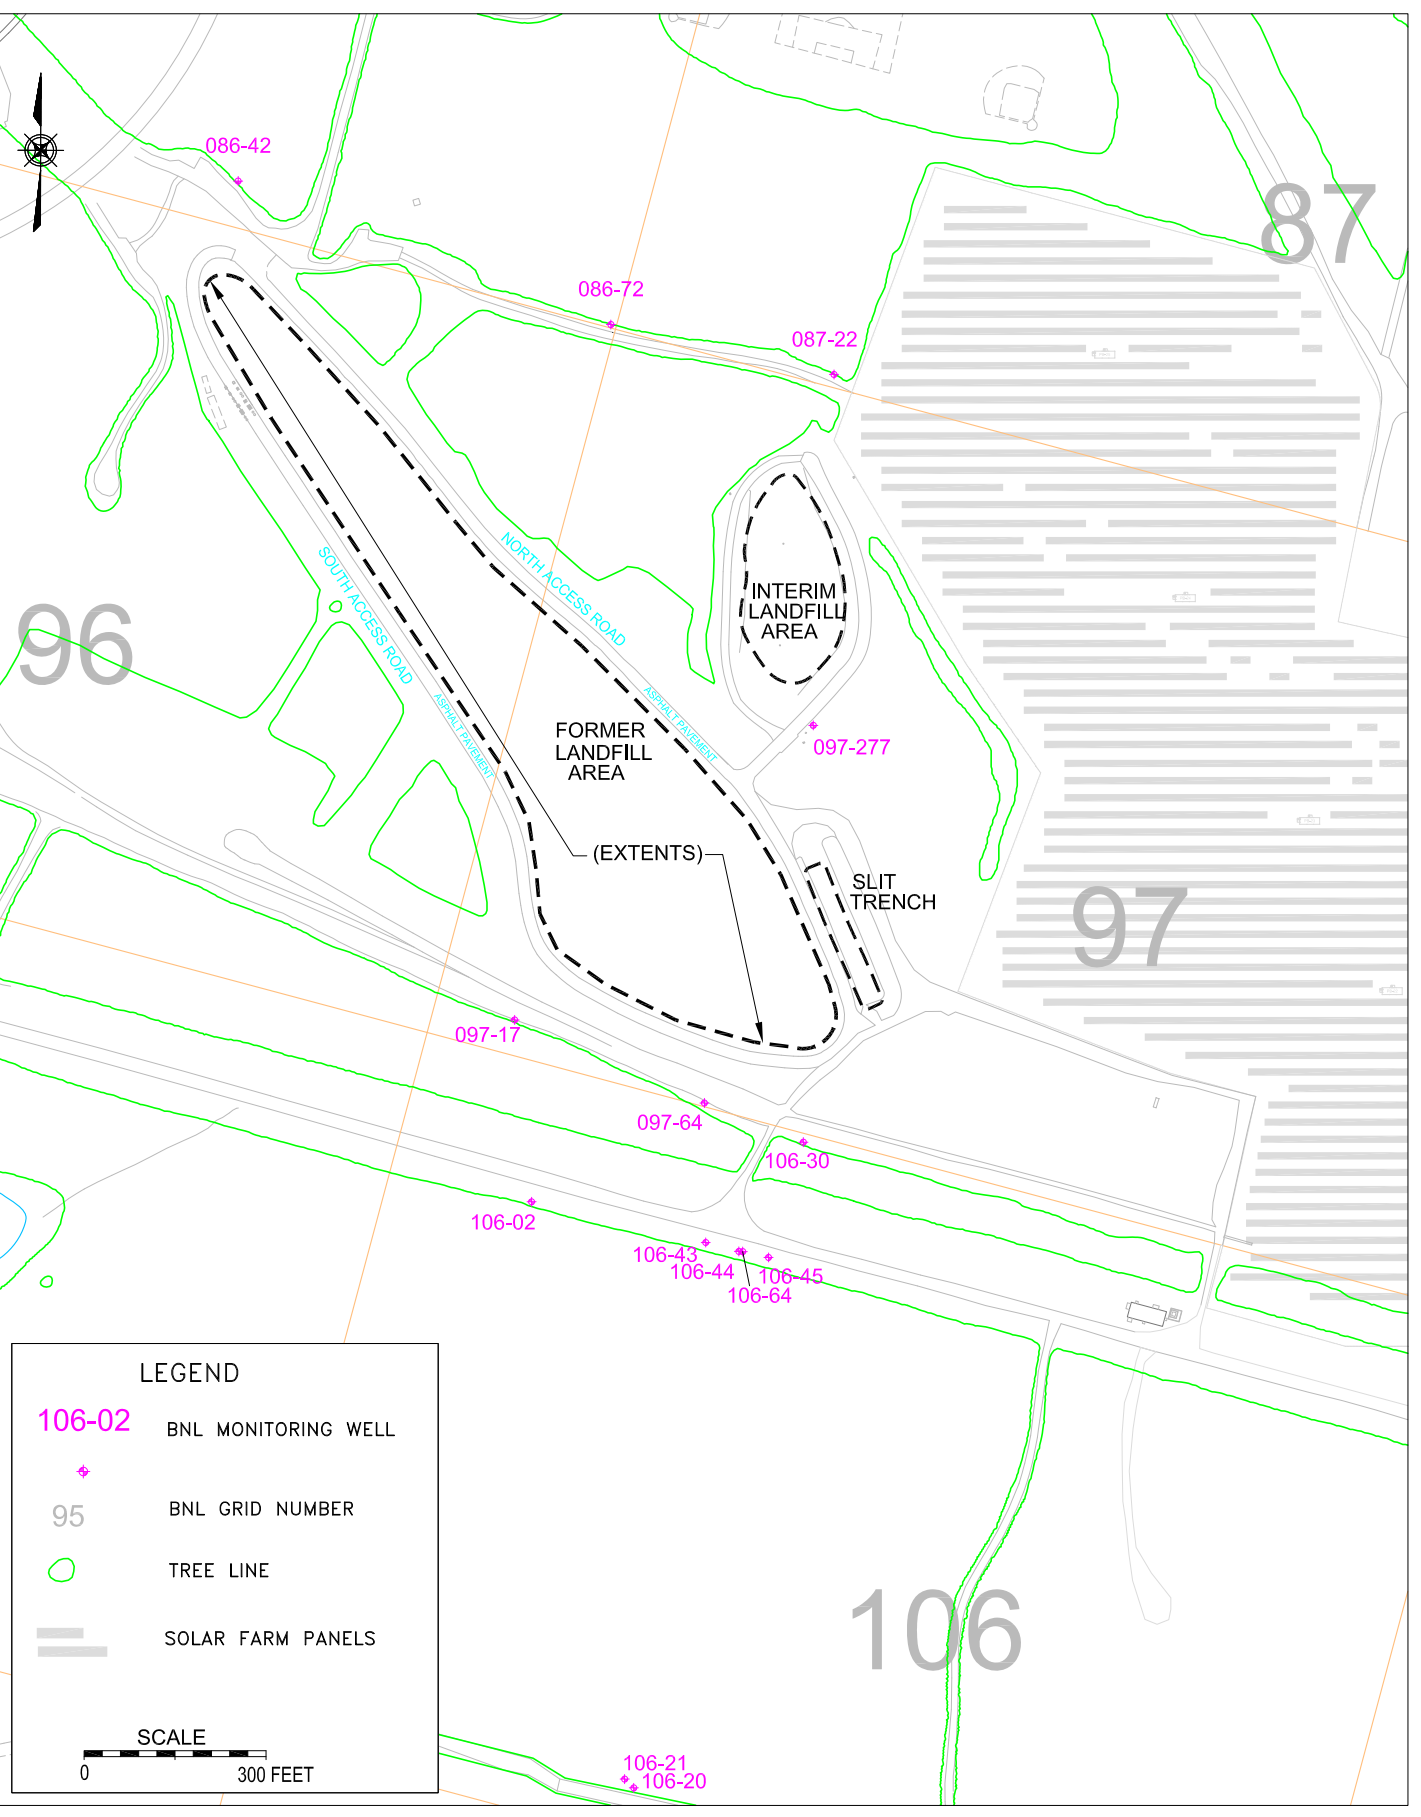 086-42
87
086-72
087-22
NORTH ACCESS ROAD
SOUTH ACCESS ROAD
INTERIM
LANDFILL
AREA
96
ASPHALT PAVEMENT
ASPHALT PAVEMENT
FORMER
LANDFILL
AREA
097-277
(EXTENTS)
SLIT
TRENCH
97
097-17
097-64
106-30
106-02
106-43
106-44
106-45
106-64
LEGEND
106-02 BNL MONITORING WELL
95 BNL GRID NUMBER
TREE LINE
SOLAR FARM PANELS
106
SCALE
0 300 FEET
106-21
106-20